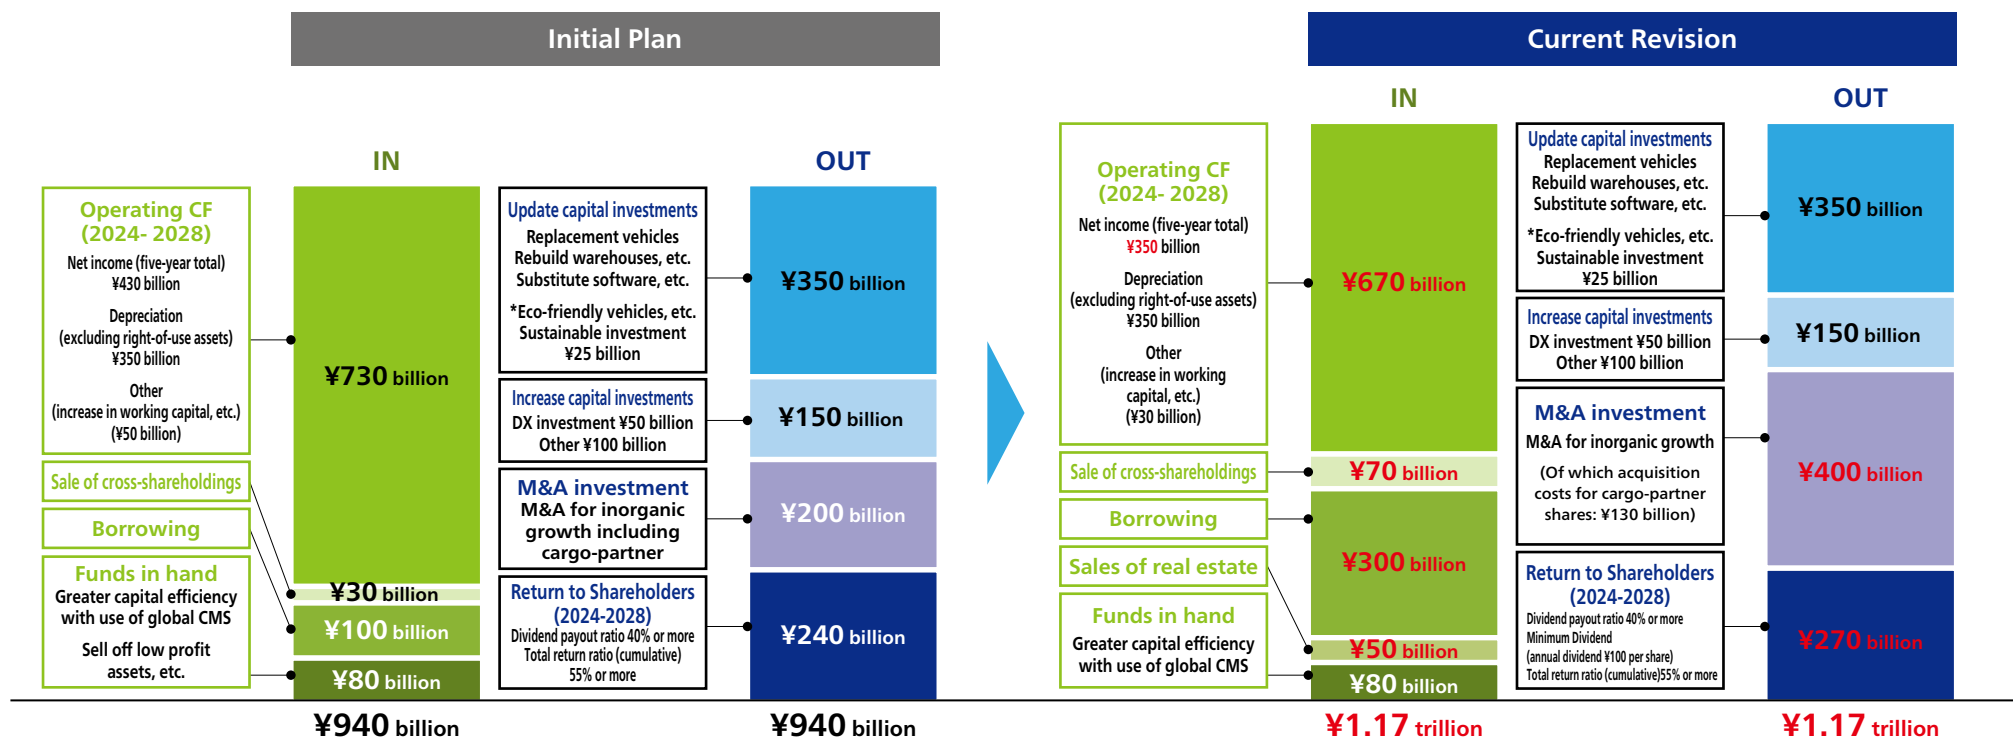 Initial Plan
IN
OUT
Operating CF
(2024- 2028)
Net income (five-year total)
¥430 billion
Depreciation
(excluding right-of-use assets)
¥350 billion
Other
(increase in working capital, etc.)
(¥50 billion)
Sale of cross-shareholdings
Borrowing
Funds in hand
Greater capital efficiency
with use of global CMS
Sell off low profit
assets, etc.
¥730 billion
¥30 billion
¥100 billion
¥80 billion
¥940 billion
Update capital investments
Replacement vehicles
Rebuild warehouses, etc.
Substitute software, etc.
*Eco-friendly vehicles, etc.
Sustainable investment
¥25 billion
Increase capital investments
DX investment ¥50 billion
Other ¥100 billion
M&A investment
M&A for inorganic
growth including
cargo-partner
Return to Shareholders
(2024-2028)
Dividend payout ratio 40% or more
Total return ratio (cumulative)
55% or more
¥350 billion
¥150 billion
¥200 billion
¥240 billion
¥940 billion
Current Revision
IN
OUT
Operating CF
(2024- 2028)
Net income (five-year total)
¥350 billion
Depreciation
(excluding right-of-use assets)
¥350 billion
Other
(increase in working
capital, etc.)
(¥30 billion)
Sale of cross-shareholdings
Borrowing
Sales of real estate
Funds in hand
Greater capital efficiency
with use of global CMS
¥670 billion
¥70 billion
¥300 billion
¥50 billion
¥80 billion
¥1.17 trillion
Update capital investments
Replacement vehicles
Rebuild warehouses, etc.
Substitute software, etc.
*Eco-friendly vehicles, etc.
Sustainable investment
¥25 billion
Increase capital investments
DX investment ¥50 billion
Other ¥100 billion
M&A investment
M&A for inorganic growth
(Of which acquisition
costs for cargo-partner
shares: ¥130 billion)
Return to Shareholders
(2024-2028)
Dividend payout ratio 40% or more
Minimum Dividend
(annual dividend ¥100 per share)
Total return ratio (cumulative)55% or more
¥350 billion
¥150 billion
¥400 billion
¥270 billion
¥1.17 trillion